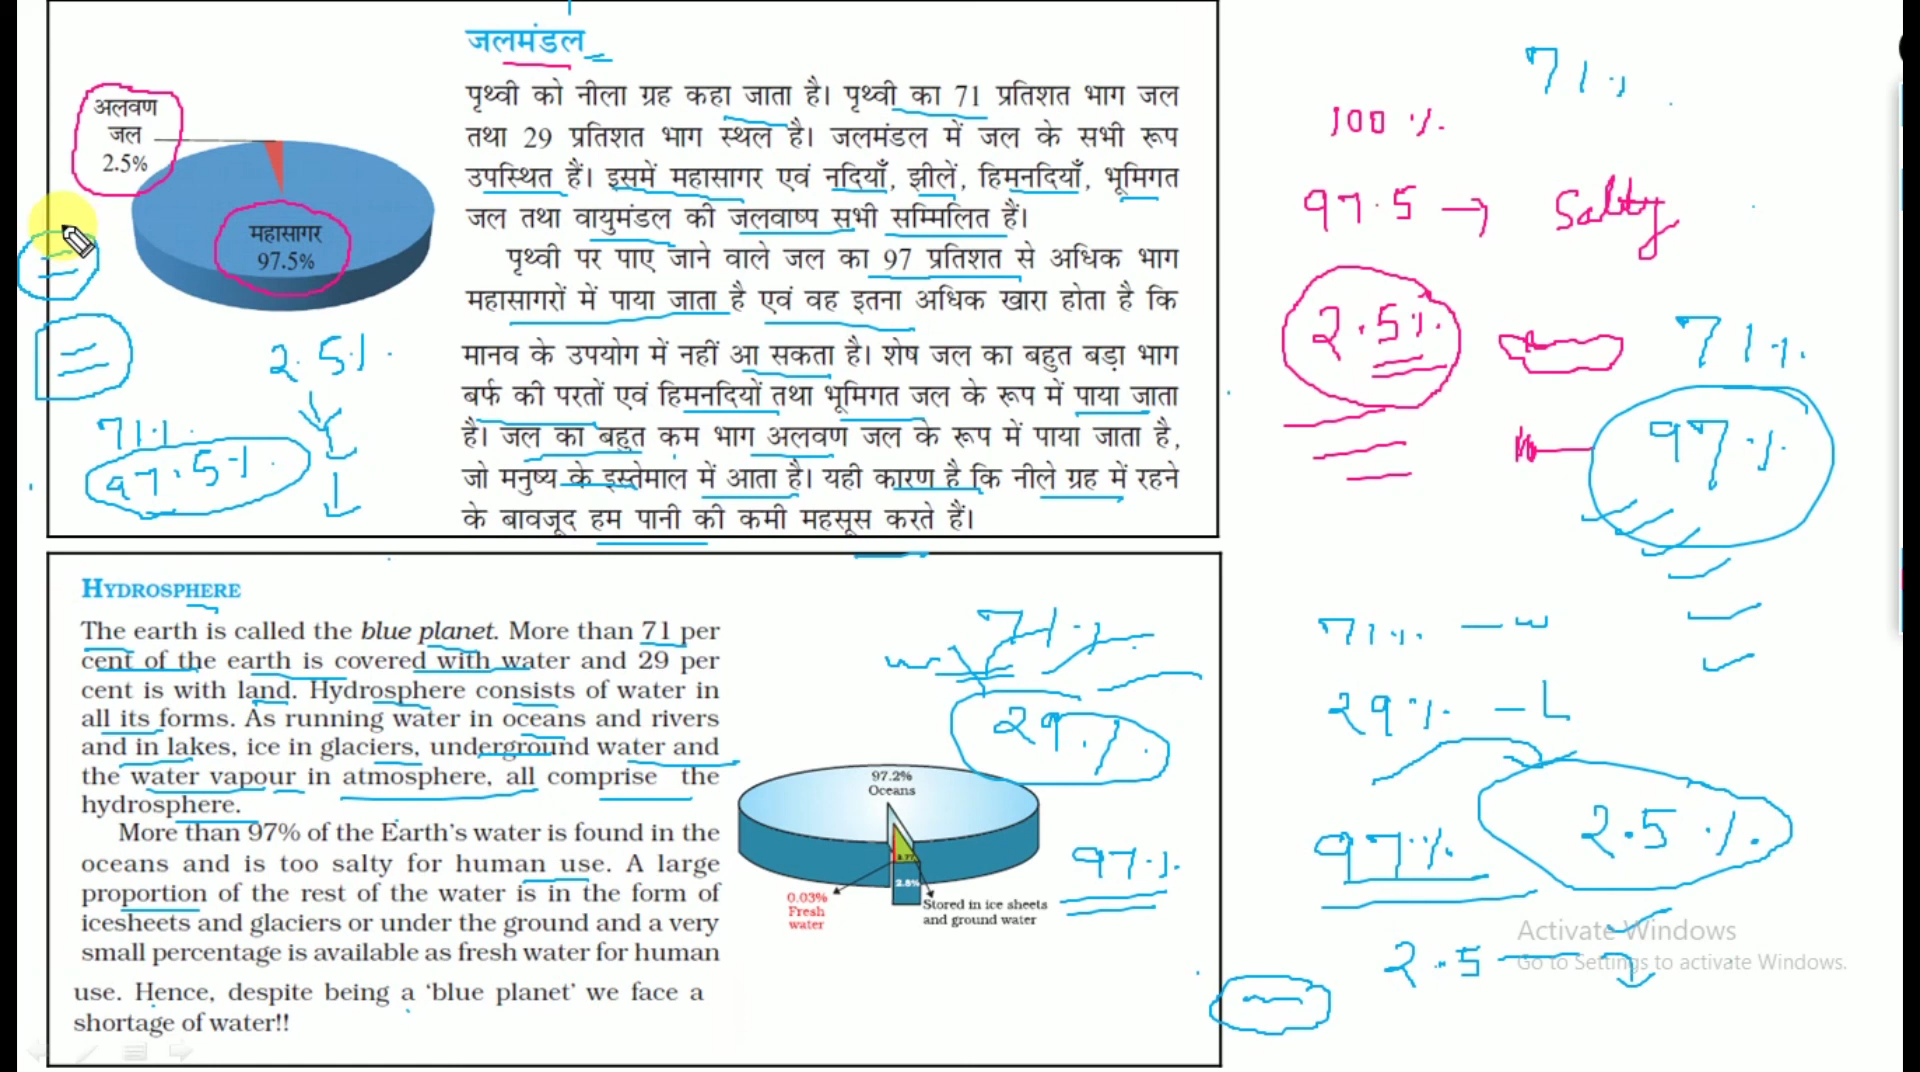 जलमंडल
अलवण
जल
2.5%
महासागर
97.5%
पृथ्वी को नीला ग्रह कहा जाता है। पृथ्वी का 71 प्रतिशत भाग जल
तथा 29 प्रतिशत भाग स्थल है। जलमंडल में जल के सभी रूप
उपस्थित हैं। इसमें महासागर एवं नदियाँ, झीलें, हिमनदियाँ, भूमिगत
जल तथा वायुमंडल की जलवाष्प सभी सम्मिलित हैं।
पृथ्वी पर पाए जाने वाले जल का 97 प्रतिशत से अधिक भाग
महासागरों में पाया जाता है एवं वह इतना अधिक खारा होता है कि
मानव के उपयोग में नहीं आ सकता है। शेष जल का बहुत बड़ा भाग
बर्फ की परतों एवं हिमनदियों तथा भूमिगत जल के रूप में पाया जाता
है। जल का बहुत कम भाग अलवण जल के रूप में पाया जाता है,
जो मनुष्य के इस्तेमाल में आता है। यही कारण है कि नीले ग्रह में रहने
के बावजूद हम पानी की कमी महसूस करते हैं।
2.5%
71%
97.5%
71%
100%
97.5 → Salty
2.5%
71%
97%
HYDROSPHERE
The earth is called the blue planet. More than 71 per
cent of the earth is covered with water and 29 per
cent is with land. Hydrosphere consists of water in
all its forms. As running water in oceans and rivers
and in lakes, ice in glaciers, underground water and
the water vapour in atmosphere, all comprise the
hydrosphere.
More than 97% of the Earth's water is found in the
oceans and is too salty for human use. A large
proportion of the rest of the water is in the form of
icesheets and glaciers or under the ground and a very
small percentage is available as fresh water for human
use. Hence, despite being a 'blue planet' we face a
shortage of water!!
71%
29%
97.2%
Oceans
2.8%
0.03%
Fresh
water
Stored in ice sheets
and ground water
97%
71% - w
29% - L
97%
2.5%
2.5
Activate Windows
Go to Settings to activate Windows.